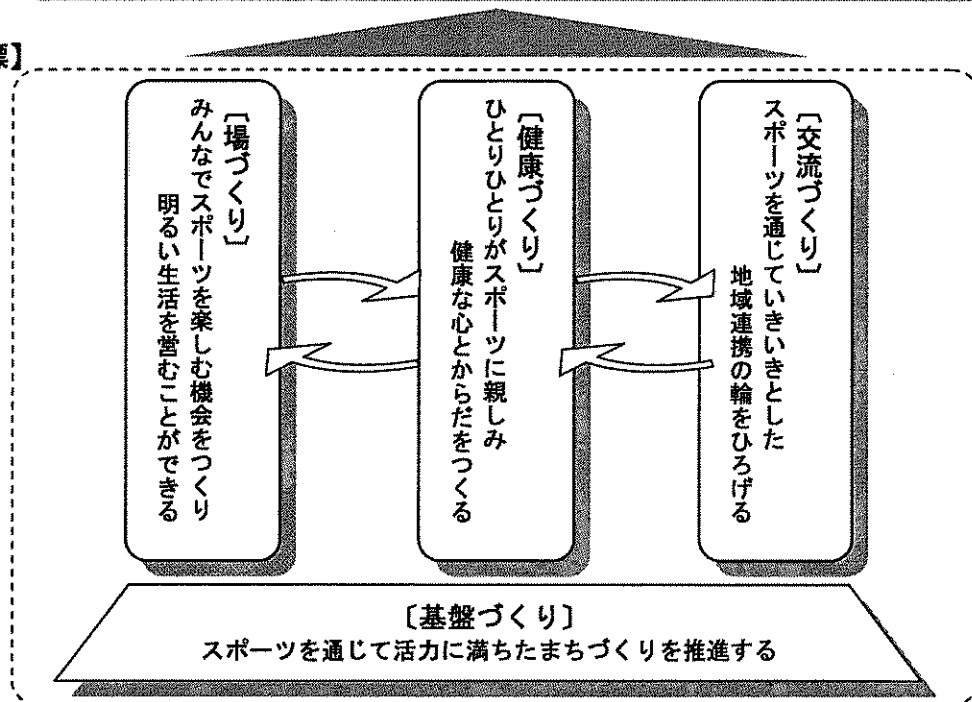 標】
〔場づくり〕
みんなでスポーツを楽しむ機会をつくり
明るい生活を営むことができる
〔健康づくり〕
ひとりひとりがスポーツに親しみ
健康な心とからだをつくる
〔交流づくり〕
スポーツを通じていきいきとした
地域連携の輪をひろげる
〔基盤づくり〕
スポーツを通じて活力に満ちたまちづくりを推進する